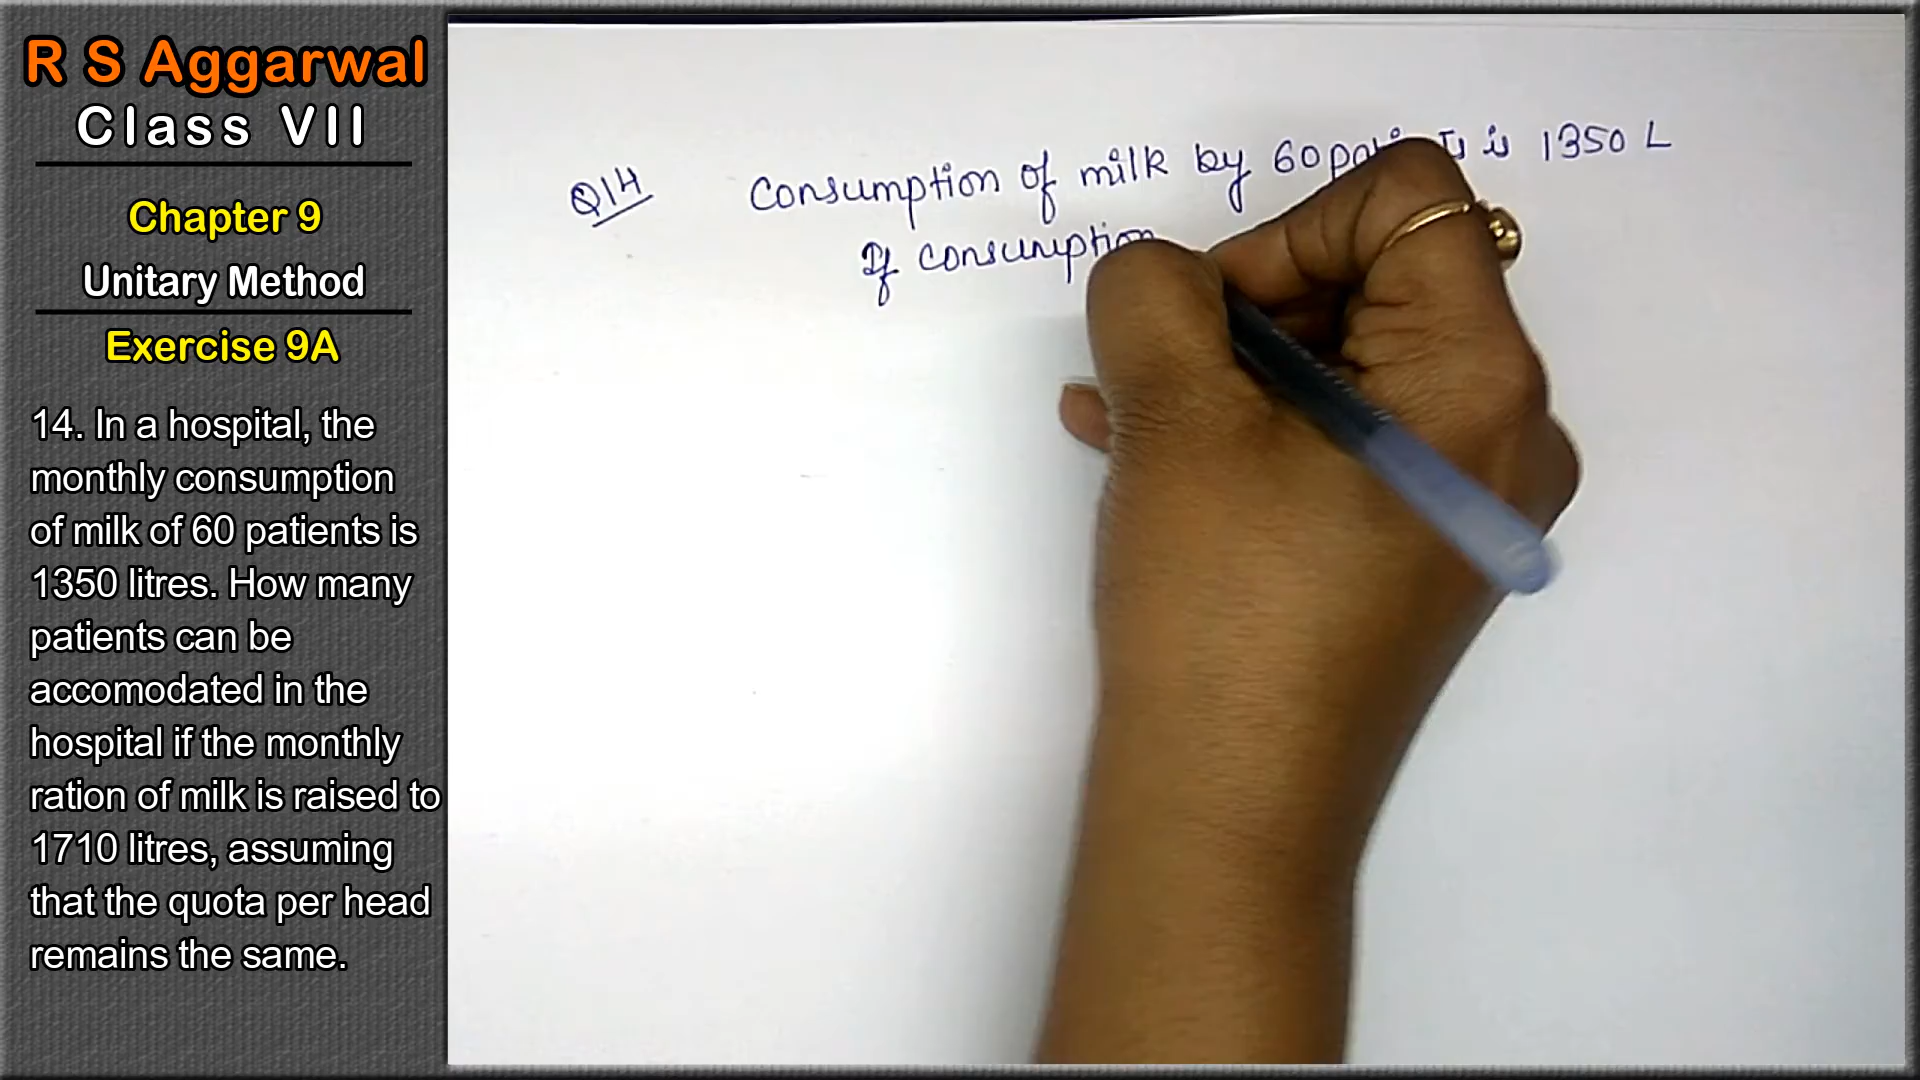 R S Aggarwal
Class VII
Chapter 9
Unitary Method
Exercise 9A
14. In a hospital, the
monthly consumption
of milk of 60 patients is
1350 litres. How many
patients can be
accomodated in the
hospital if the monthly
ration of milk is raised to
1710 litres, assuming
that the quota per head
remains the same.
Q14 Consumption of milk by 60 is 1350 L
If consumption